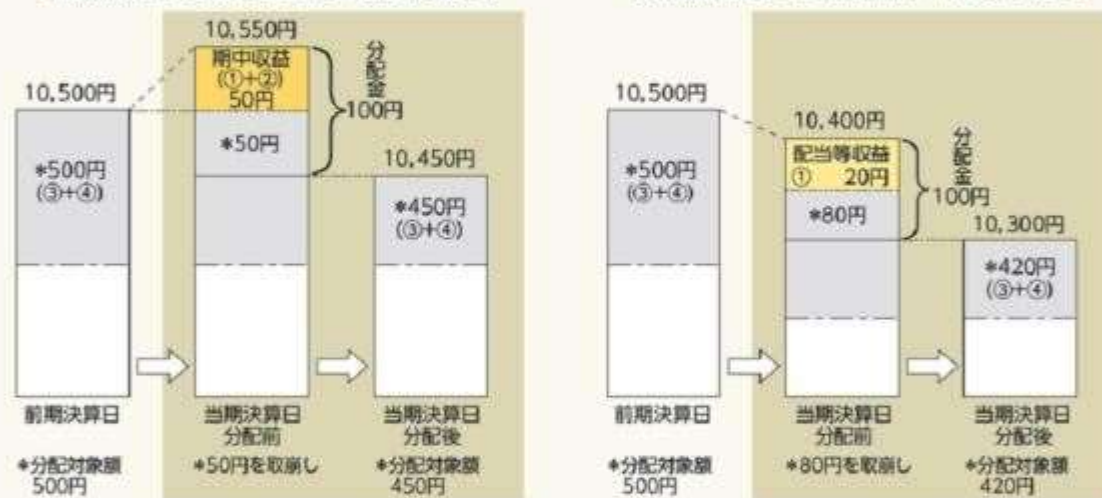 10,550円
期中収益
(①+②)
50円
分配金
100円
10,500円
*500円
(③+④)
*50円
10,450円
*450円
(③+④)
前期決算日
当期決算日
分配前
当期決算日
分配後
*分配対象額
500円
*50円を取崩し
*分配対象額
450円
10,500円
*500円
(③+④)
10,400円
配当等収益
① 20円
分配金
100円
*80円
10,300円
*420円
(③+④)
前期決算日
当期決算日
分配前
当期決算日
分配後
*分配対象額
500円
*80円を取崩し
*分配対象額
420円